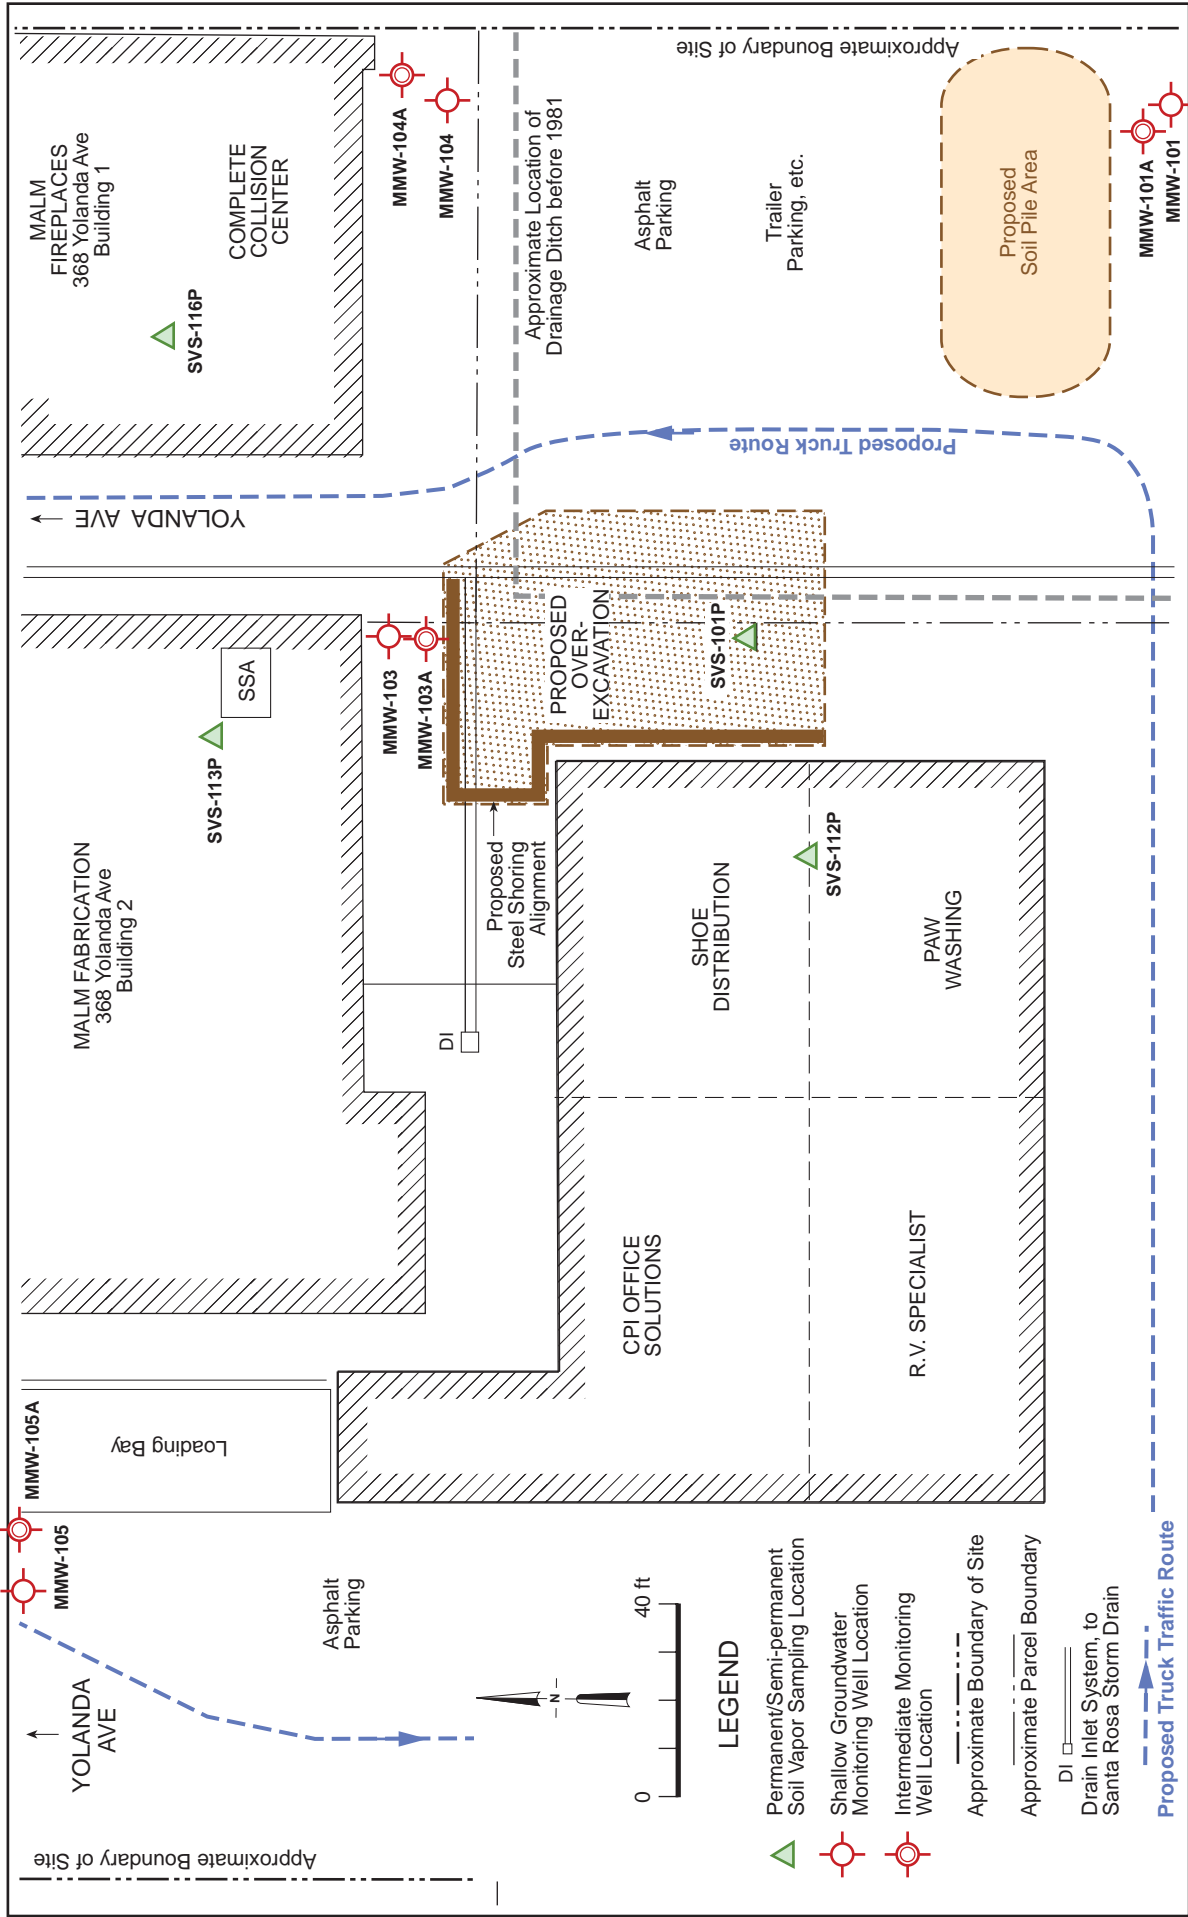 YOLANDA
AVE
MMW-105
MMW-105A
Loading Bay
Asphalt
Parking
Approximate Boundary of Site
MALM FABRICATION
368 Yolanda Ave
Building 2
SVS-113P
SSA
YOLANDA AVE
MALM
FIREPLACES
368 Yolanda Ave
Building 1
SVS-116P
COMPLETE
COLLISION
CENTER
MMW-104A
MMW-104
MMW-103
MMW-103A
DI
Proposed
Steel Shoring
Alignment
PROPOSED
OVER-
EXCAVATION
SVS-101P
Approximate Location of
Drainage Ditch before 1981
Approximate Boundary of Site
Asphalt
Parking
Trailer
Parking, etc.
Proposed Truck Route
Proposed
Soil Pile Area
MMW-101A
MMW-101
CPI OFFICE
SOLUTIONS
SHOE
DISTRIBUTION
SVS-112P
R.V. SPECIALIST
PAW
WASHING
N
0
40 ft
LEGEND
Permanent/Semi-permanent
Soil Vapor Sampling Location
Shallow Groundwater
Monitoring Well Location
Intermediate Monitoring
Well Location
Approximate Boundary of Site
Approximate Parcel Boundary
DI
Drain Inlet System, to
Santa Rosa Storm Drain
Proposed Truck Traffic Route